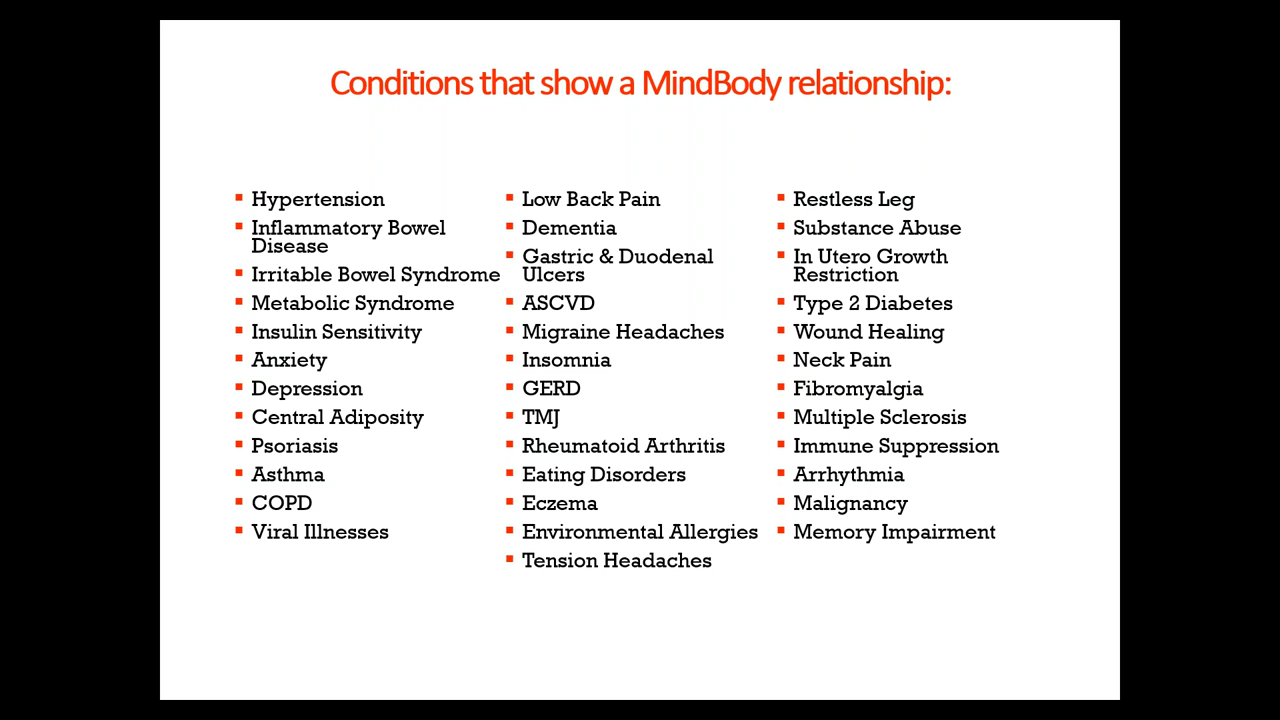 Conditions that show a MindBody relationship:
▪ Hypertension
▪ Inflammatory Bowel
Disease
▪ Irritable Bowel Syndrome
▪ Metabolic Syndrome
▪ Insulin Sensitivity
▪ Anxiety
▪ Depression
▪ Central Adiposity
▪ Psoriasis
▪ Asthma
▪ COPD
▪ Viral Illnesses
▪ Low Back Pain
▪ Dementia
▪ Gastric & Duodenal
Ulcers
▪ ASCVD
▪ Migraine Headaches
▪ Insomnia
▪ GERD
▪ TMJ
▪ Rheumatoid Arthritis
▪ Eating Disorders
▪ Eczema
▪ Environmental Allergies
▪ Tension Headaches
▪ Restless Leg
▪ Substance Abuse
▪ In Utero Growth
Restriction
▪ Type 2 Diabetes
▪ Wound Healing
▪ Neck Pain
▪ Fibromyalgia
▪ Multiple Sclerosis
▪ Immune Suppression
▪ Arrhythmia
▪ Malignancy
▪ Memory Impairment